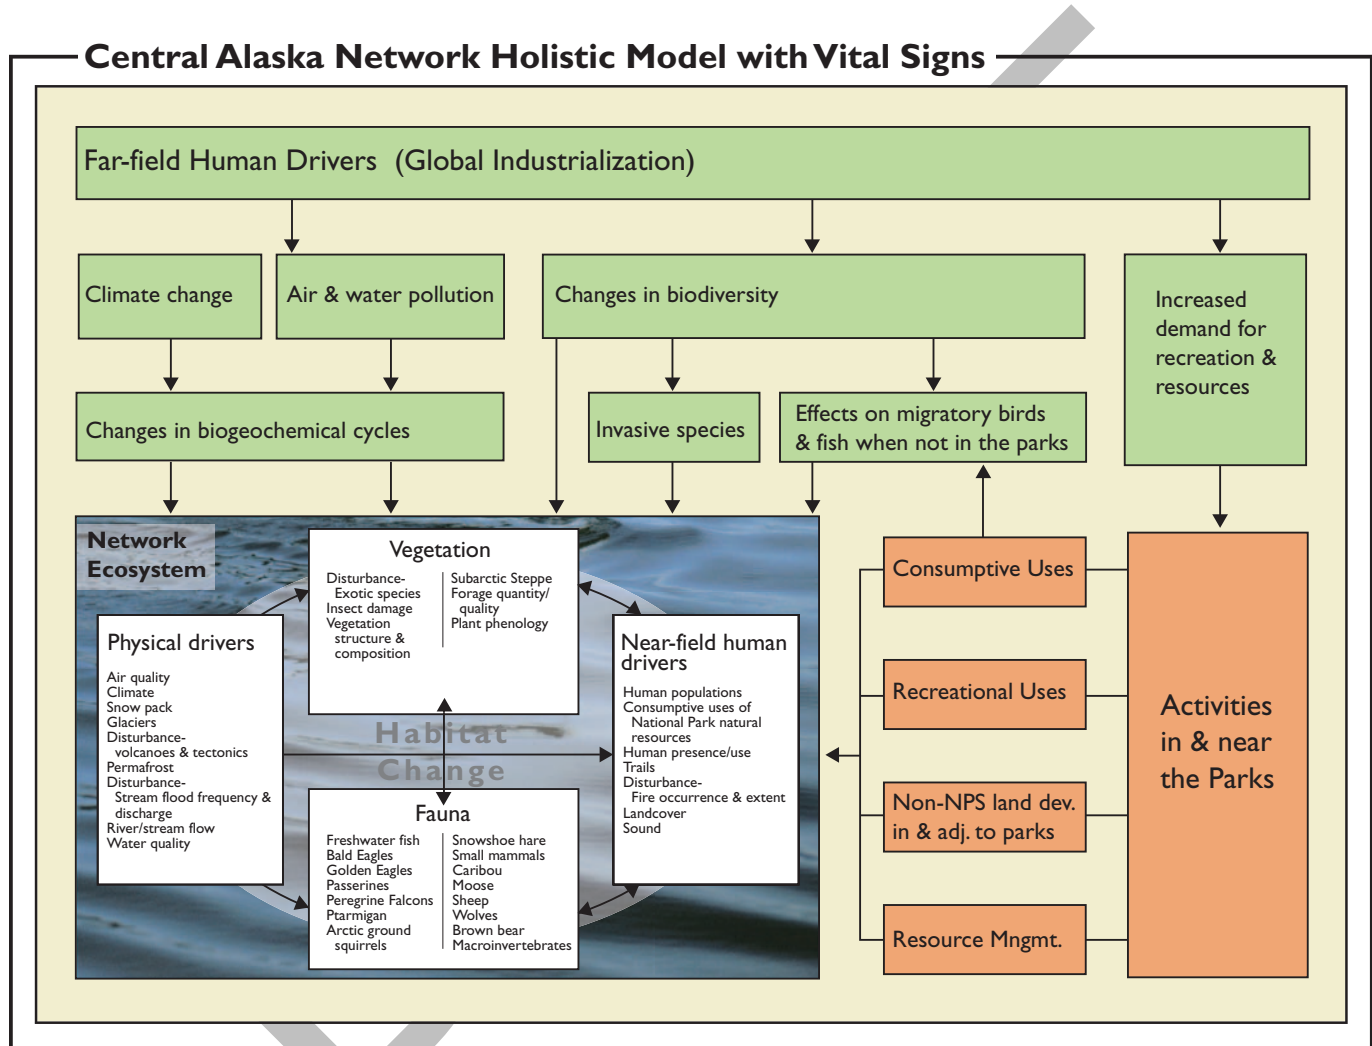 Central Alaska Network Holistic Model with Vital Signs
Far-field Human Drivers (Global Industrialization)
Climate change
Air & water pollution
Changes in biodiversity
Increased
demand for
recreation &
resources
Changes in biogeochemical cycles
Invasive species
Effects on migratory birds
& fish when not in the parks
Network
Ecosystem
Vegetation
Disturbance-
Exotic species
Insect damage
Vegetation
structure &
composition
Subarctic Steppe
Forage quantity/
quality
Plant phenology
Physical drivers
Air quality
Climate
Snow pack
Glaciers
Disturbance-
volcanoes & tectonics
Permafrost
Disturbance-
Stream flood frequency &
discharge
River/stream flow
Water quality
Near-field human
drivers
Human populations
Consumptive uses of
National Park natural
resources
Human presence/use
Trails
Disturbance-
Fire occurrence & extent
Landcover
Sound
Habitat
Change
Fauna
Freshwater fish
Bald Eagles
Golden Eagles
Passerines
Peregrine Falcons
Ptarmigan
Arctic ground
squirrels
Snowshoe hare
Small mammals
Caribou
Moose
Sheep
Wolves
Brown bear
Macroinvertebrates
Consumptive Uses
Recreational Uses
Non-NPS land dev.
in & adj. to parks
Resource Mngmt.
Activities
in & near
the Parks